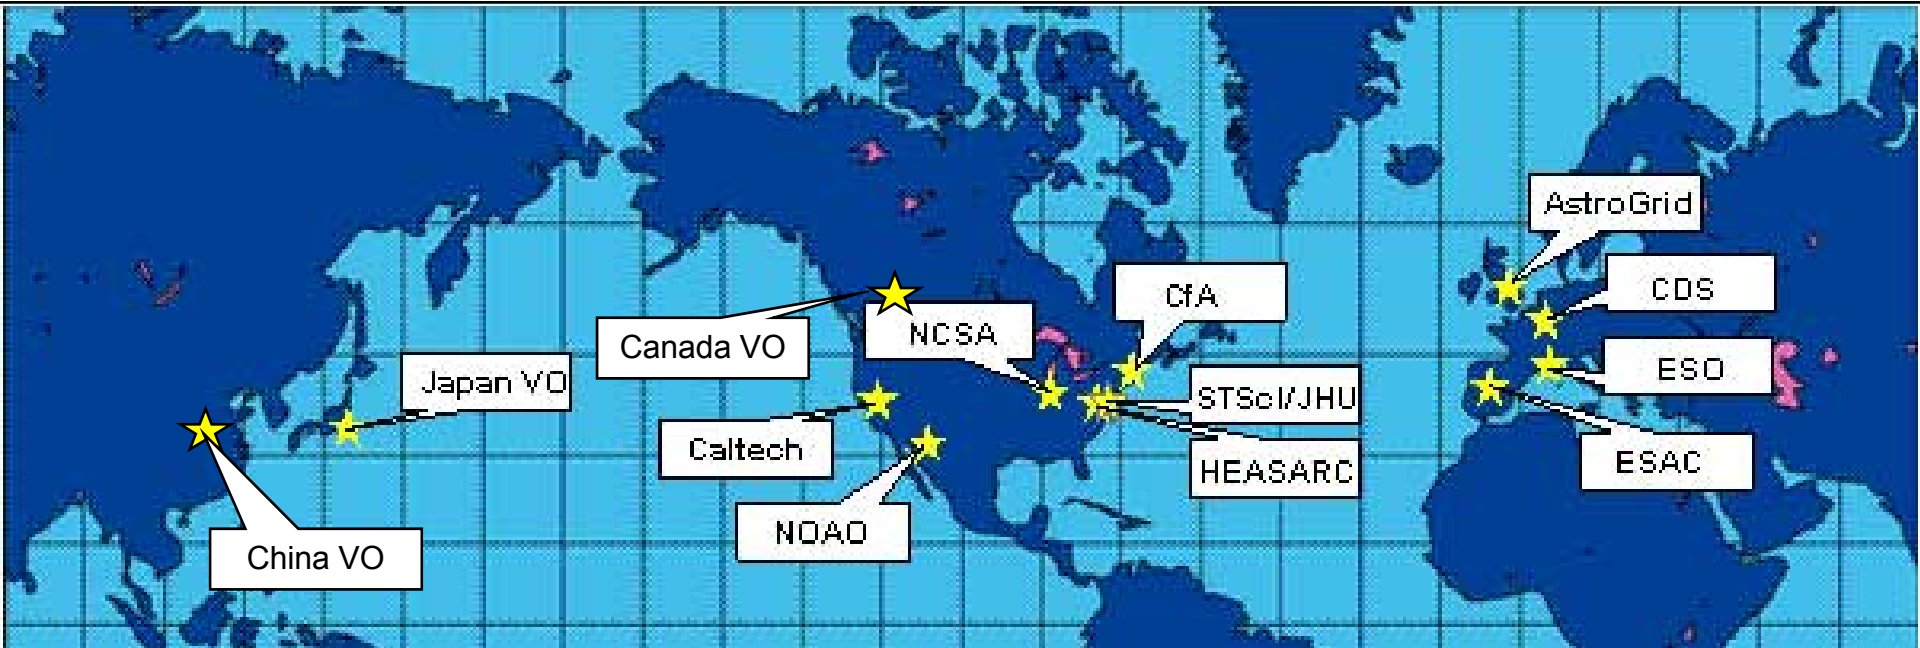 AstroGrid
CDS
CfA
NCSA
Canada VO
ESO
Japan VO
STScI/JHU
Caltech
ESAC
HEASARC
NOAO
China VO